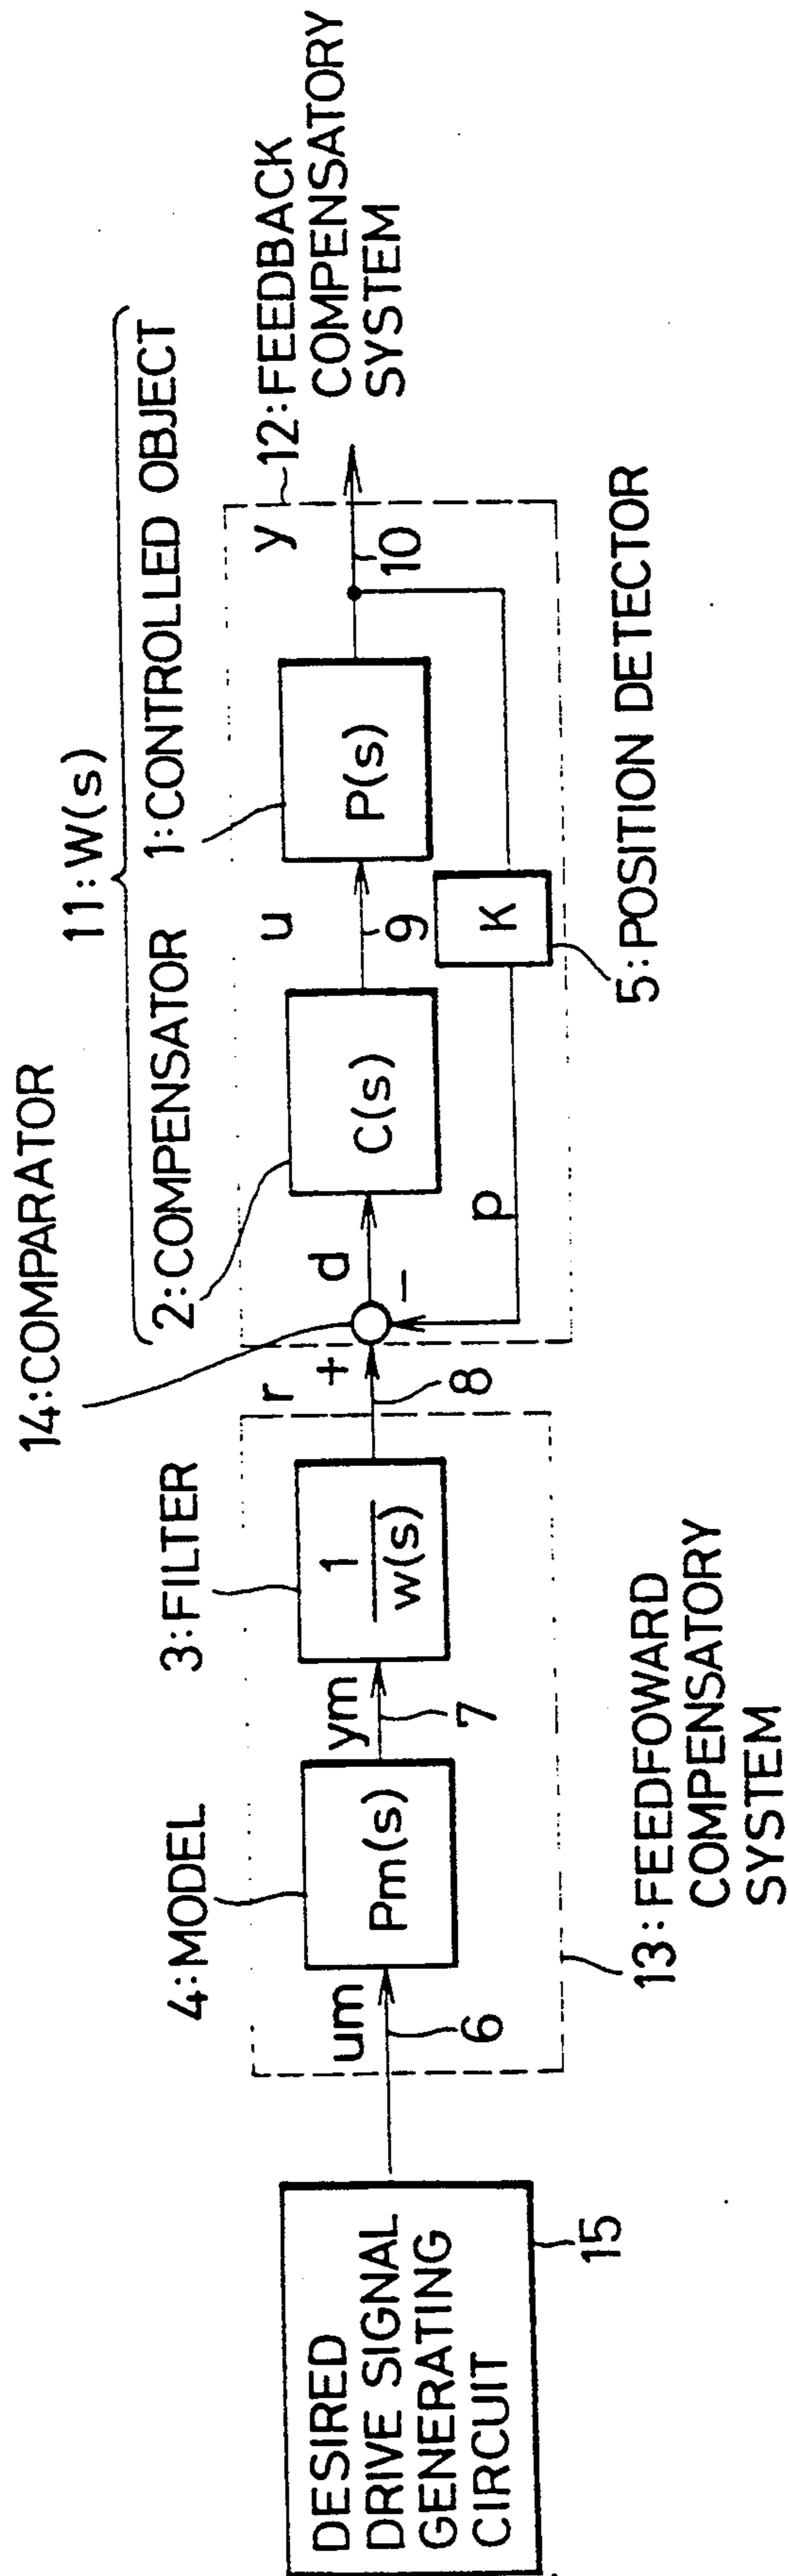 14:COMPARATOR
11:W(s)
2:COMPENSATOR
1:CONTROLLED OBJECT
4:MODEL
3:FILTER
12:FEEDBACK
COMPENSATORY
SYSTEM
DESIRED
DRIVE SIGNAL
GENERATING
CIRCUIT
15
um
6
Pm(s)
ym
7
1
w(s)
r
+
8
d
−
C(s)
u
9
P(s)
y
10
p
K
5:POSITION DETECTOR
13:FEEDFOWARD
COMPENSATORY
SYSTEM